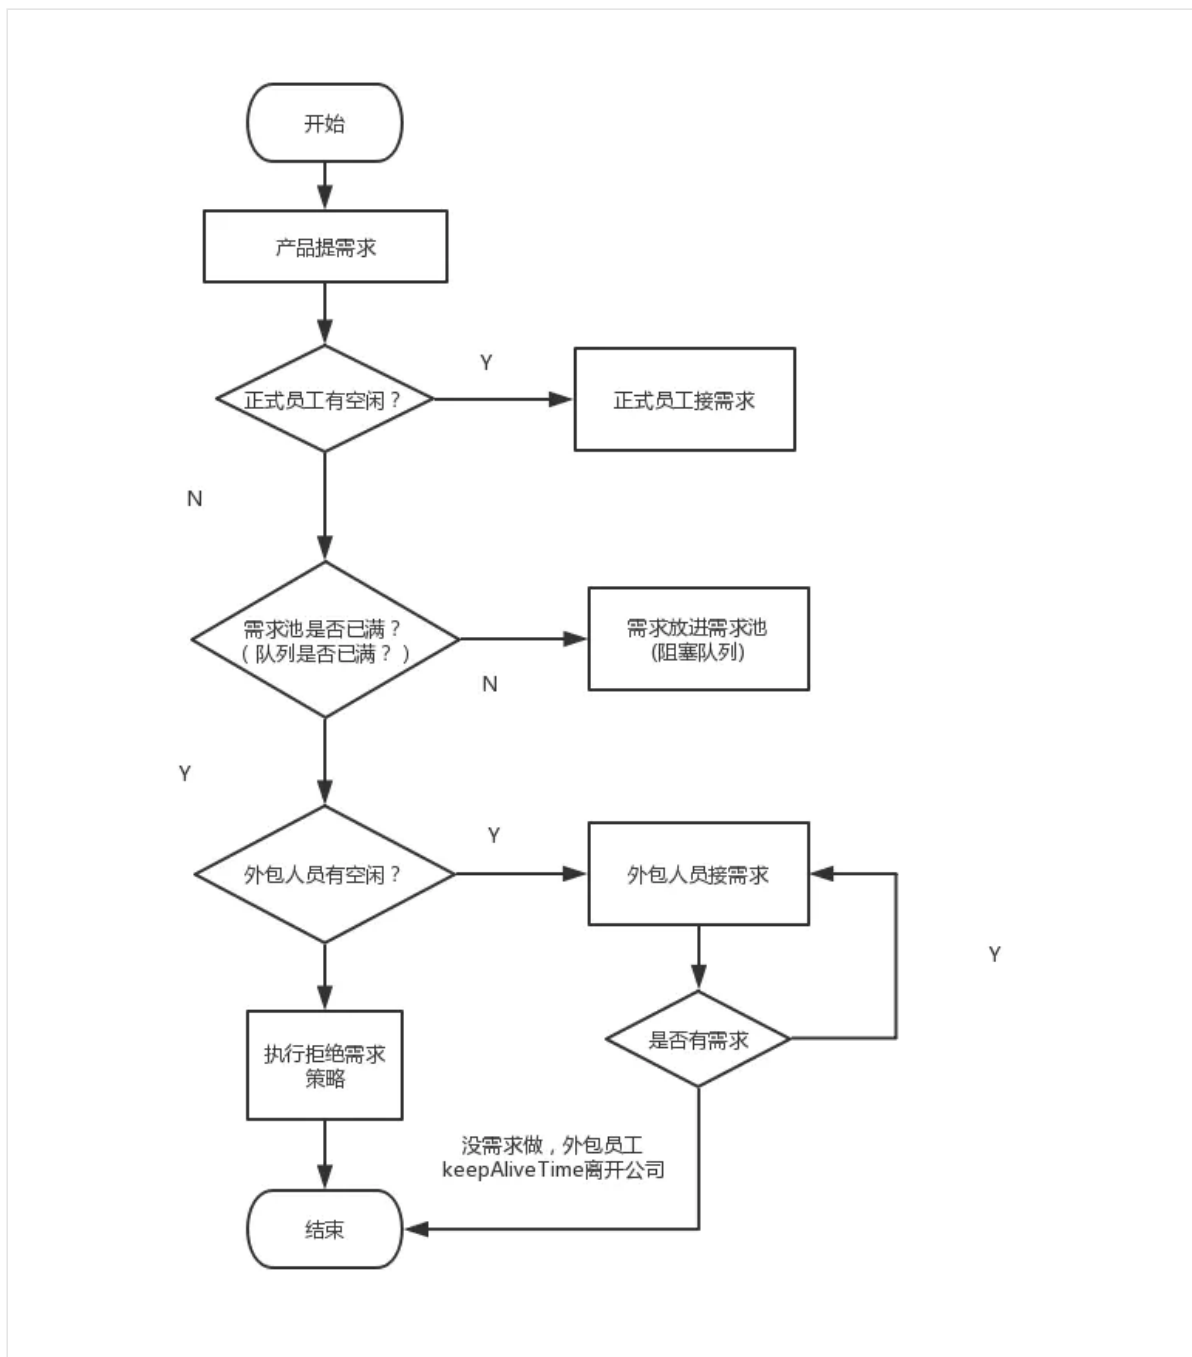 开始
产品提需求
正式员工有空闲？
Y
正式员工接需求
N
需求池是否已满？
（队列是否已满？）
N
需求放进需求池
(阻塞队列)
Y
外包人员有空闲？
Y
外包人员接需求
Y
是否有需求
执行拒绝需求
策略
没需求做，外包员工
keepAliveTime离开公司
结束